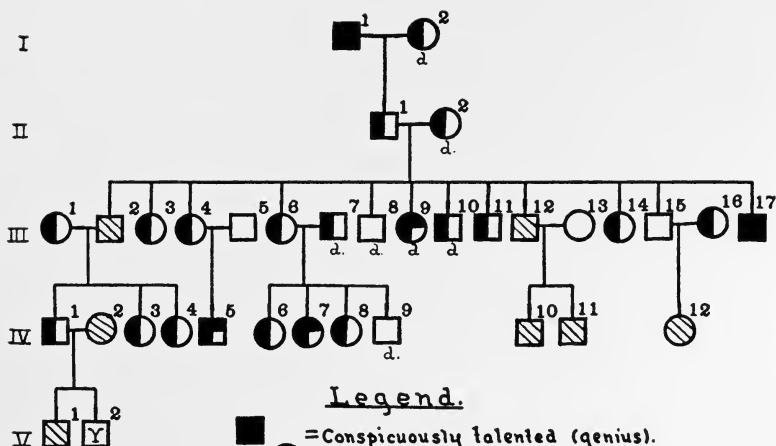 I 1 2
d
II 1 2
d.
III 1 2 3 4 5 6 7 8 9 10 11 12 13 14 15 16 17
d. d. d d
IV 1 2 3 4 5 6 7 8 9 10 11 12
d.
Legend.
V 1 2
Y
=Conspicuously talented (genius).